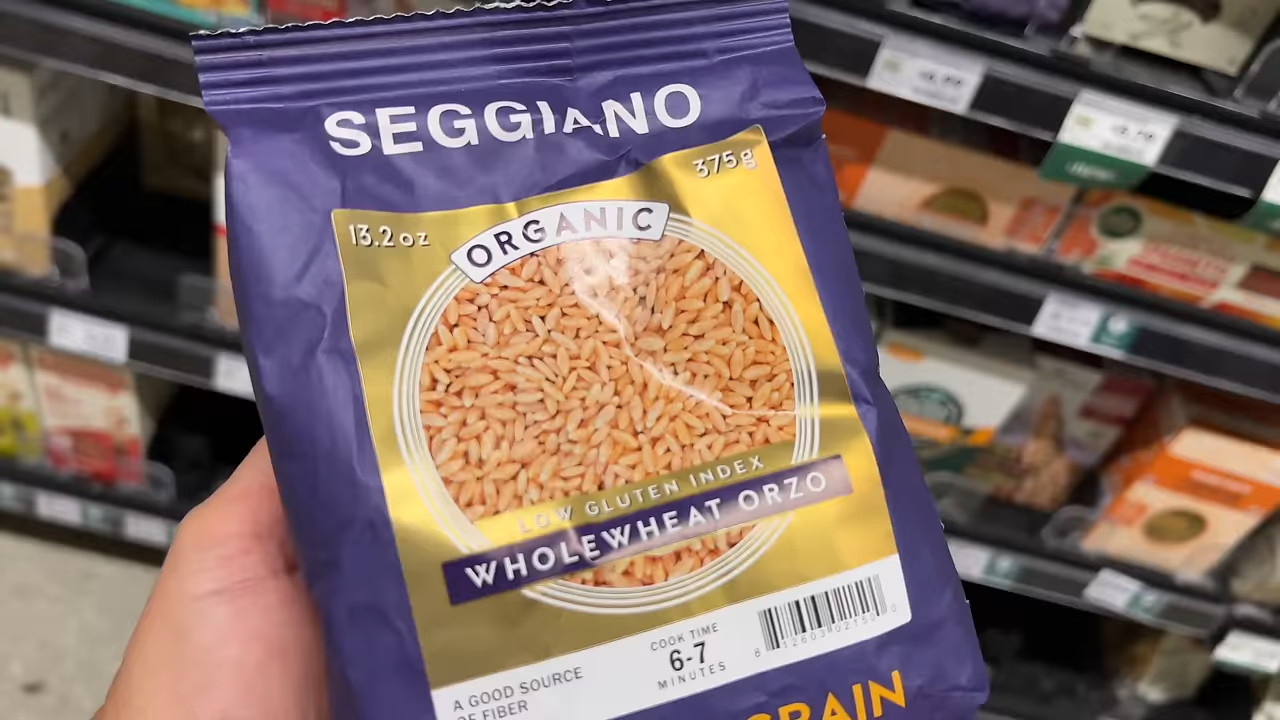 SEGGIANO
375g
13.2 oz
ORGANIC
LOW GLUTEN INDEX
WHOLEWHEAT ORZO
COOK TIME
6-7
MINUTES
A GOOD SOURCE
OF FIBER
GRAIN